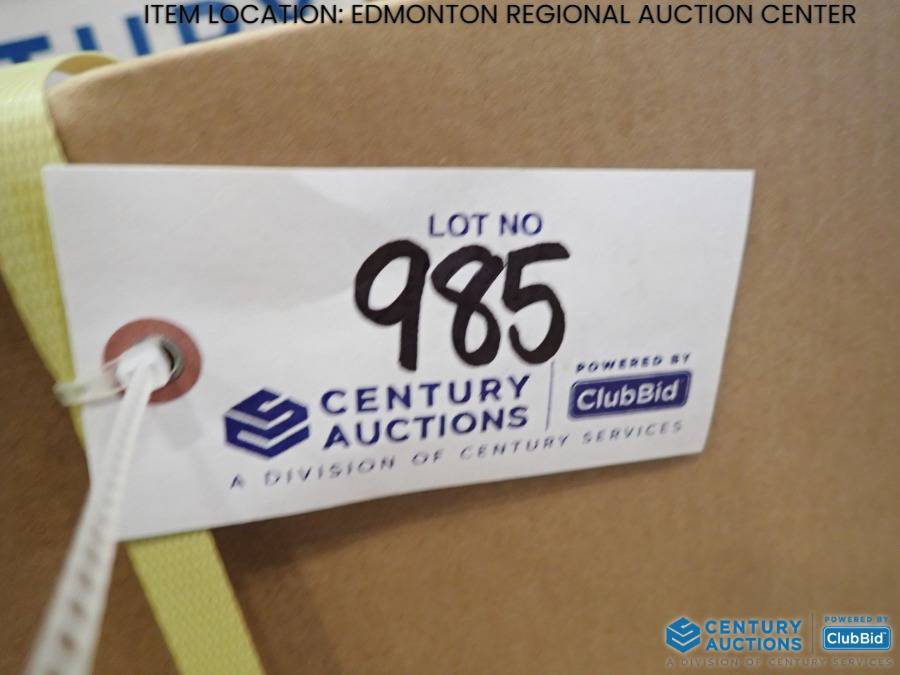 ITEM LOCATION: EDMONTON REGIONAL AUCTION CENTER
LOT NO
985
CENTURY
AUCTIONS
POWERED BY
ClubBid
A DIVISION OF CENTURY SERVICES
CENTURY
AUCTIONS
POWERED BY
ClubBid
A DIVISION OF CENTURY SERVICES